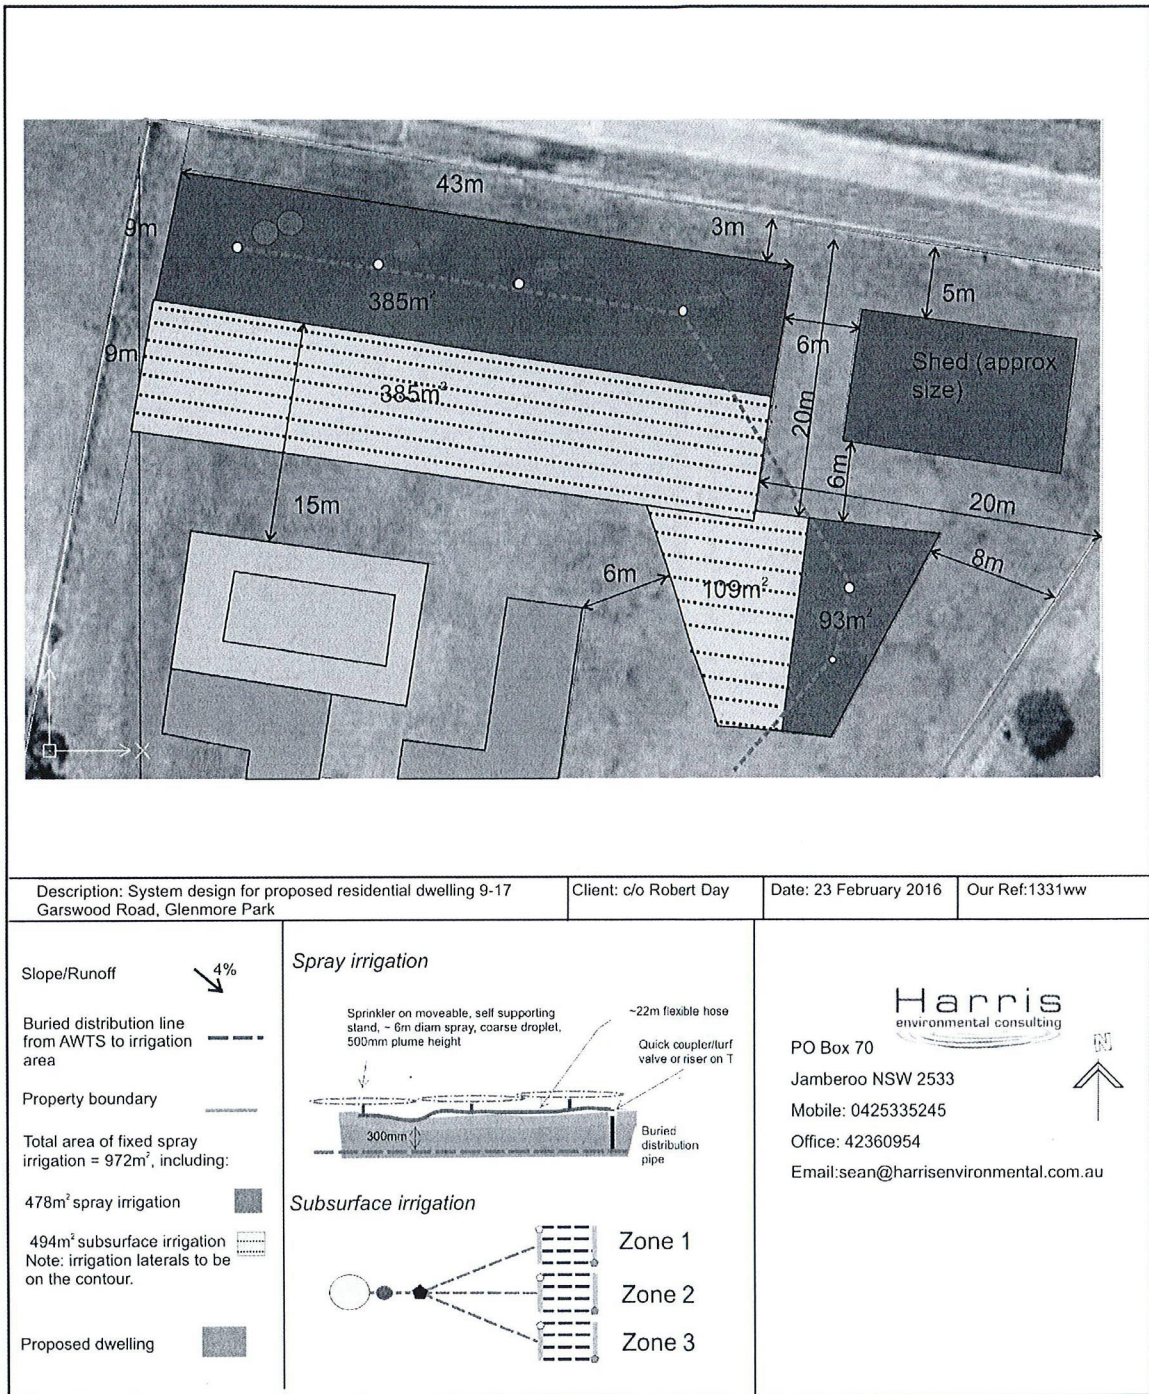 43m
3m
9m
5m
385m²
6m
9m
Shed (approx
size)
385m²
20m
6m
20m
15m
8m
6m
109m²
93m²
X
Description: System design for proposed residential dwelling 9-17
Garswood Road, Glenmore Park
Client: c/o Robert Day
Date: 23 February 2016
Our Ref:1331ww
Slope/Runoff
4%
Buried distribution line
from AWTS to irrigation
area
Property boundary
Total area of fixed spray
irrigation = 972m², including:
478m² spray irrigation
494m² subsurface irrigation
Note: irrigation laterals to be
on the contour.
Proposed dwelling
Spray irrigation
Sprinkler on moveable, self supporting
stand, ~ 6m diam spray, coarse droplet,
500mm plume height
~22m flexible hose
Quick coupler/turf
valve or riser on T
300mm
Buried
distribution
pipe
Subsurface irrigation
Zone 1
Zone 2
Zone 3
Harris
environmental consulting
N
PO Box 70
Jamberoo NSW 2533
Mobile: 0425335245
Office: 42360954
Email:sean@harrisenvironmental.com.au